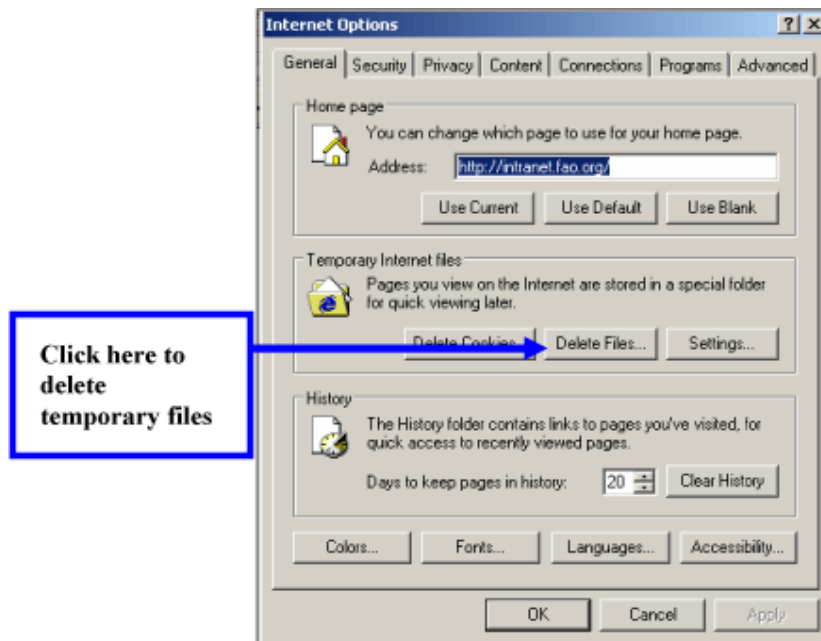 Internet Options
General Security Privacy Content Connections Programs Advanced
Home page
You can change which page to use for your home page.
Address: http://intranet.fao.org/
Use Current Use Default Use Blank
Temporary Internet files
Pages you view on the Internet are stored in a special folder
for quick viewing later.
Delete Cookies... Delete Files... Settings...
Click here to
delete
temporary files
History
The History folder contains links to pages you've visited, for
quick access to recently viewed pages.
Days to keep pages in history: 20 Clear History
Colors... Fonts... Languages... Accessibility...
OK Cancel Apply